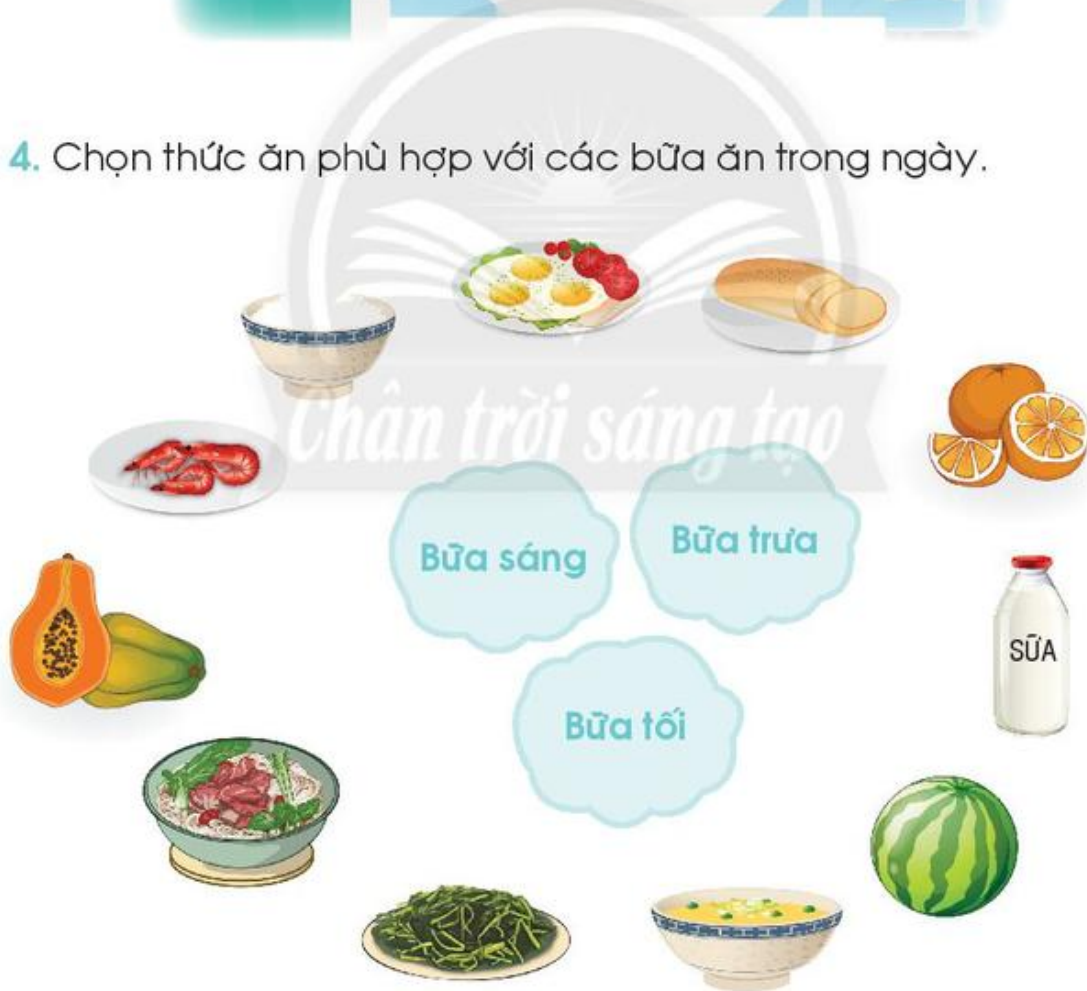 4. Chọn thức ăn phù hợp với các bữa ăn trong ngày.
Chân trời sáng tạo
Bữa sáng
Bữa trưa
SỮA
Bữa tối